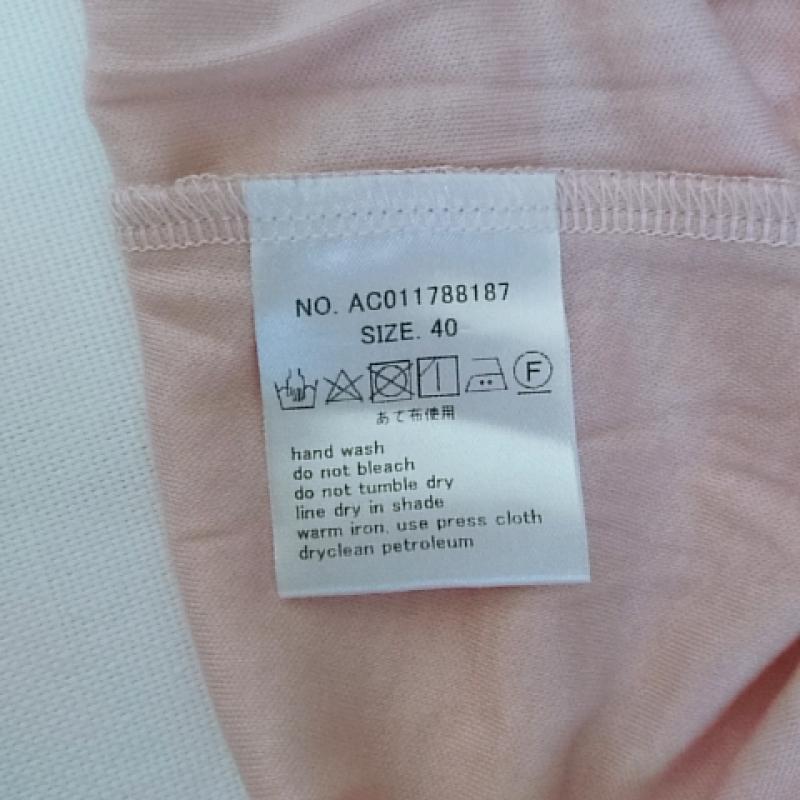 NO. AC011788187
SIZE. 40
F
あて布使用
hand wash
do not bleach
do not tumble dry
line dry in shade
warm iron, use press cloth
dryclean petroleum